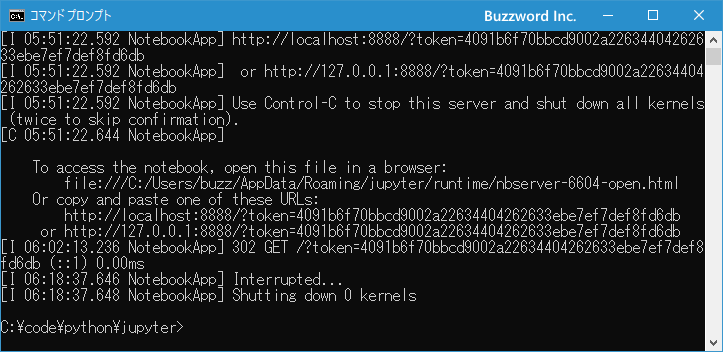 コマンドプロンプト
Buzzword Inc.
[I 05:51:22.592 NotebookApp] http://localhost:8888/?token=4091b6f70bbcd9002a22634404262633ebe7ef7def8fd6db
[I 05:51:22.592 NotebookApp]  or http://127.0.0.1:8888/?token=4091b6f70bbcd9002a22634404262633ebe7ef7def8fd6db
[I 05:51:22.592 NotebookApp] Use Control-C to stop this server and shut down all kernels
 (twice to skip confirmation).
[C 05:51:22.644 NotebookApp]
    To access the notebook, open this file in a browser:
        file:///C:/Users/buzz/AppData/Roaming/jupyter/runtime/nbserver-6604-open.html
    Or copy and paste one of these URLs:
        http://localhost:8888/?token=4091b6f70bbcd9002a22634404262633ebe7ef7def8fd6db
     or http://127.0.0.1:8888/?token=4091b6f70bbcd9002a22634404262633ebe7ef7def8fd6db
[I 06:02:13.236 NotebookApp] 302 GET /?token=4091b6f70bbcd9002a22634404262633ebe7ef7def8
fd6db (::1) 0.00ms
[I 06:18:37.646 NotebookApp] Interrupted...
[I 06:18:37.648 NotebookApp] Shutting down 0 kernels
C:¥code¥python¥jupyter>